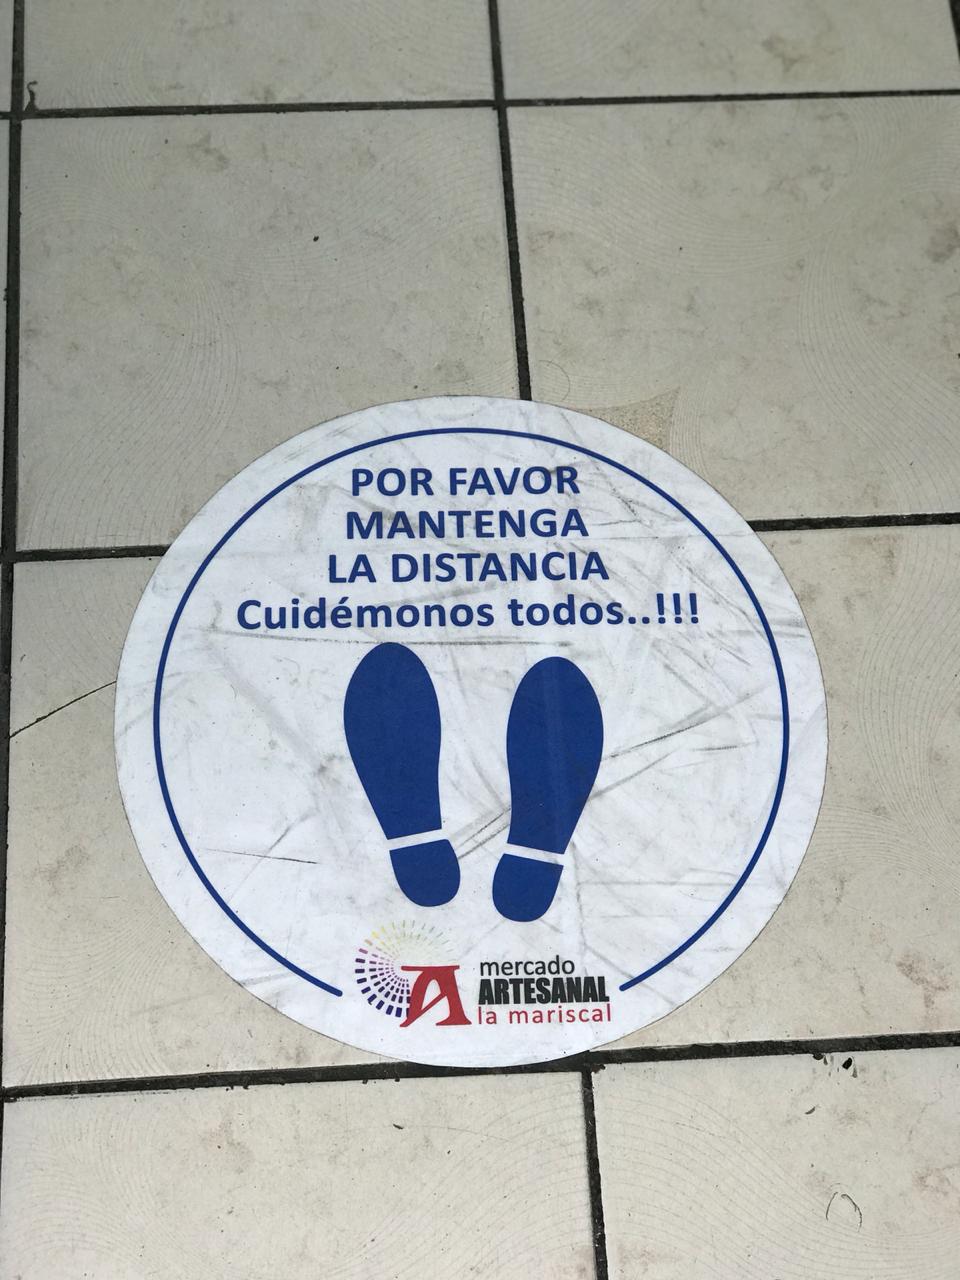 POR FAVOR
MANTENGA
LA DISTANCIA
Cuidémonos todos..!!!
A
mercado
ARTESANAL
la mariscal